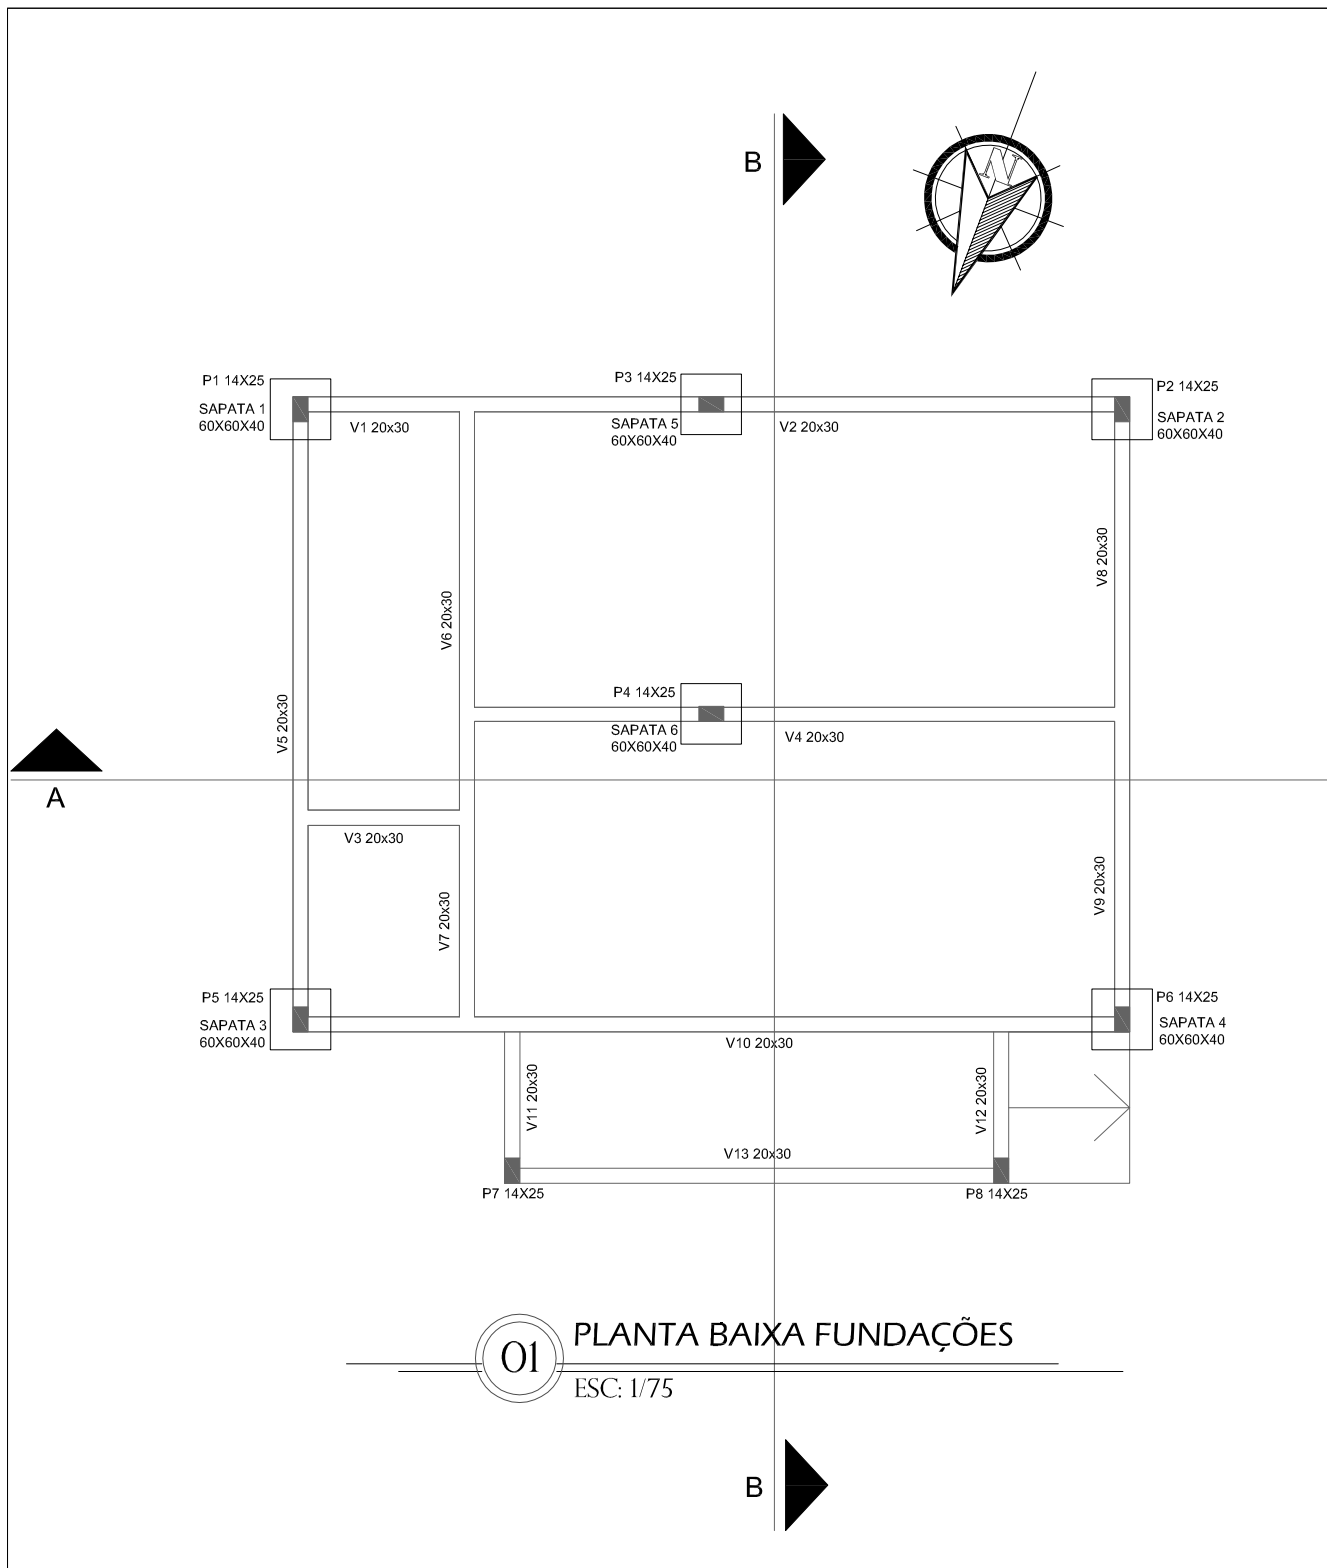 B
N
P1 14X25
SAPATA 1
60X60X40
P3 14X25
SAPATA 5
60X60X40
P2 14X25
SAPATA 2
60X60X40
V1 20x30
V2 20x30
V8 20x30
V6 20x30
V5 20x30
P4 14X25
SAPATA 6
60X60X40
V4 20x30
A
V3 20x30
V7 20x30
V9 20x30
P5 14X25
SAPATA 3
60X60X40
P6 14X25
SAPATA 4
60X60X40
V10 20x30
V11 20x30
V12 20x30
V13 20x30
P7 14X25
P8 14X25
01
PLANTA BAIXA FUNDAÇÕES
ESC: 1/75
B